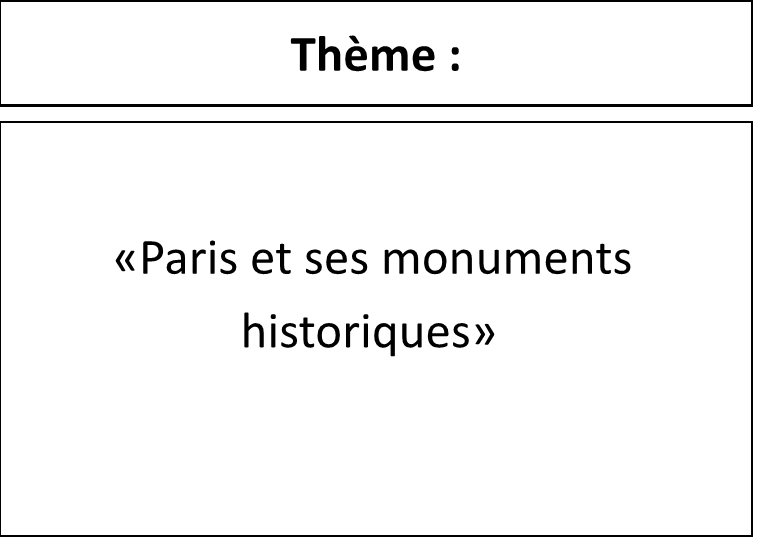 Thème :
«Paris et ses monuments
historiques»